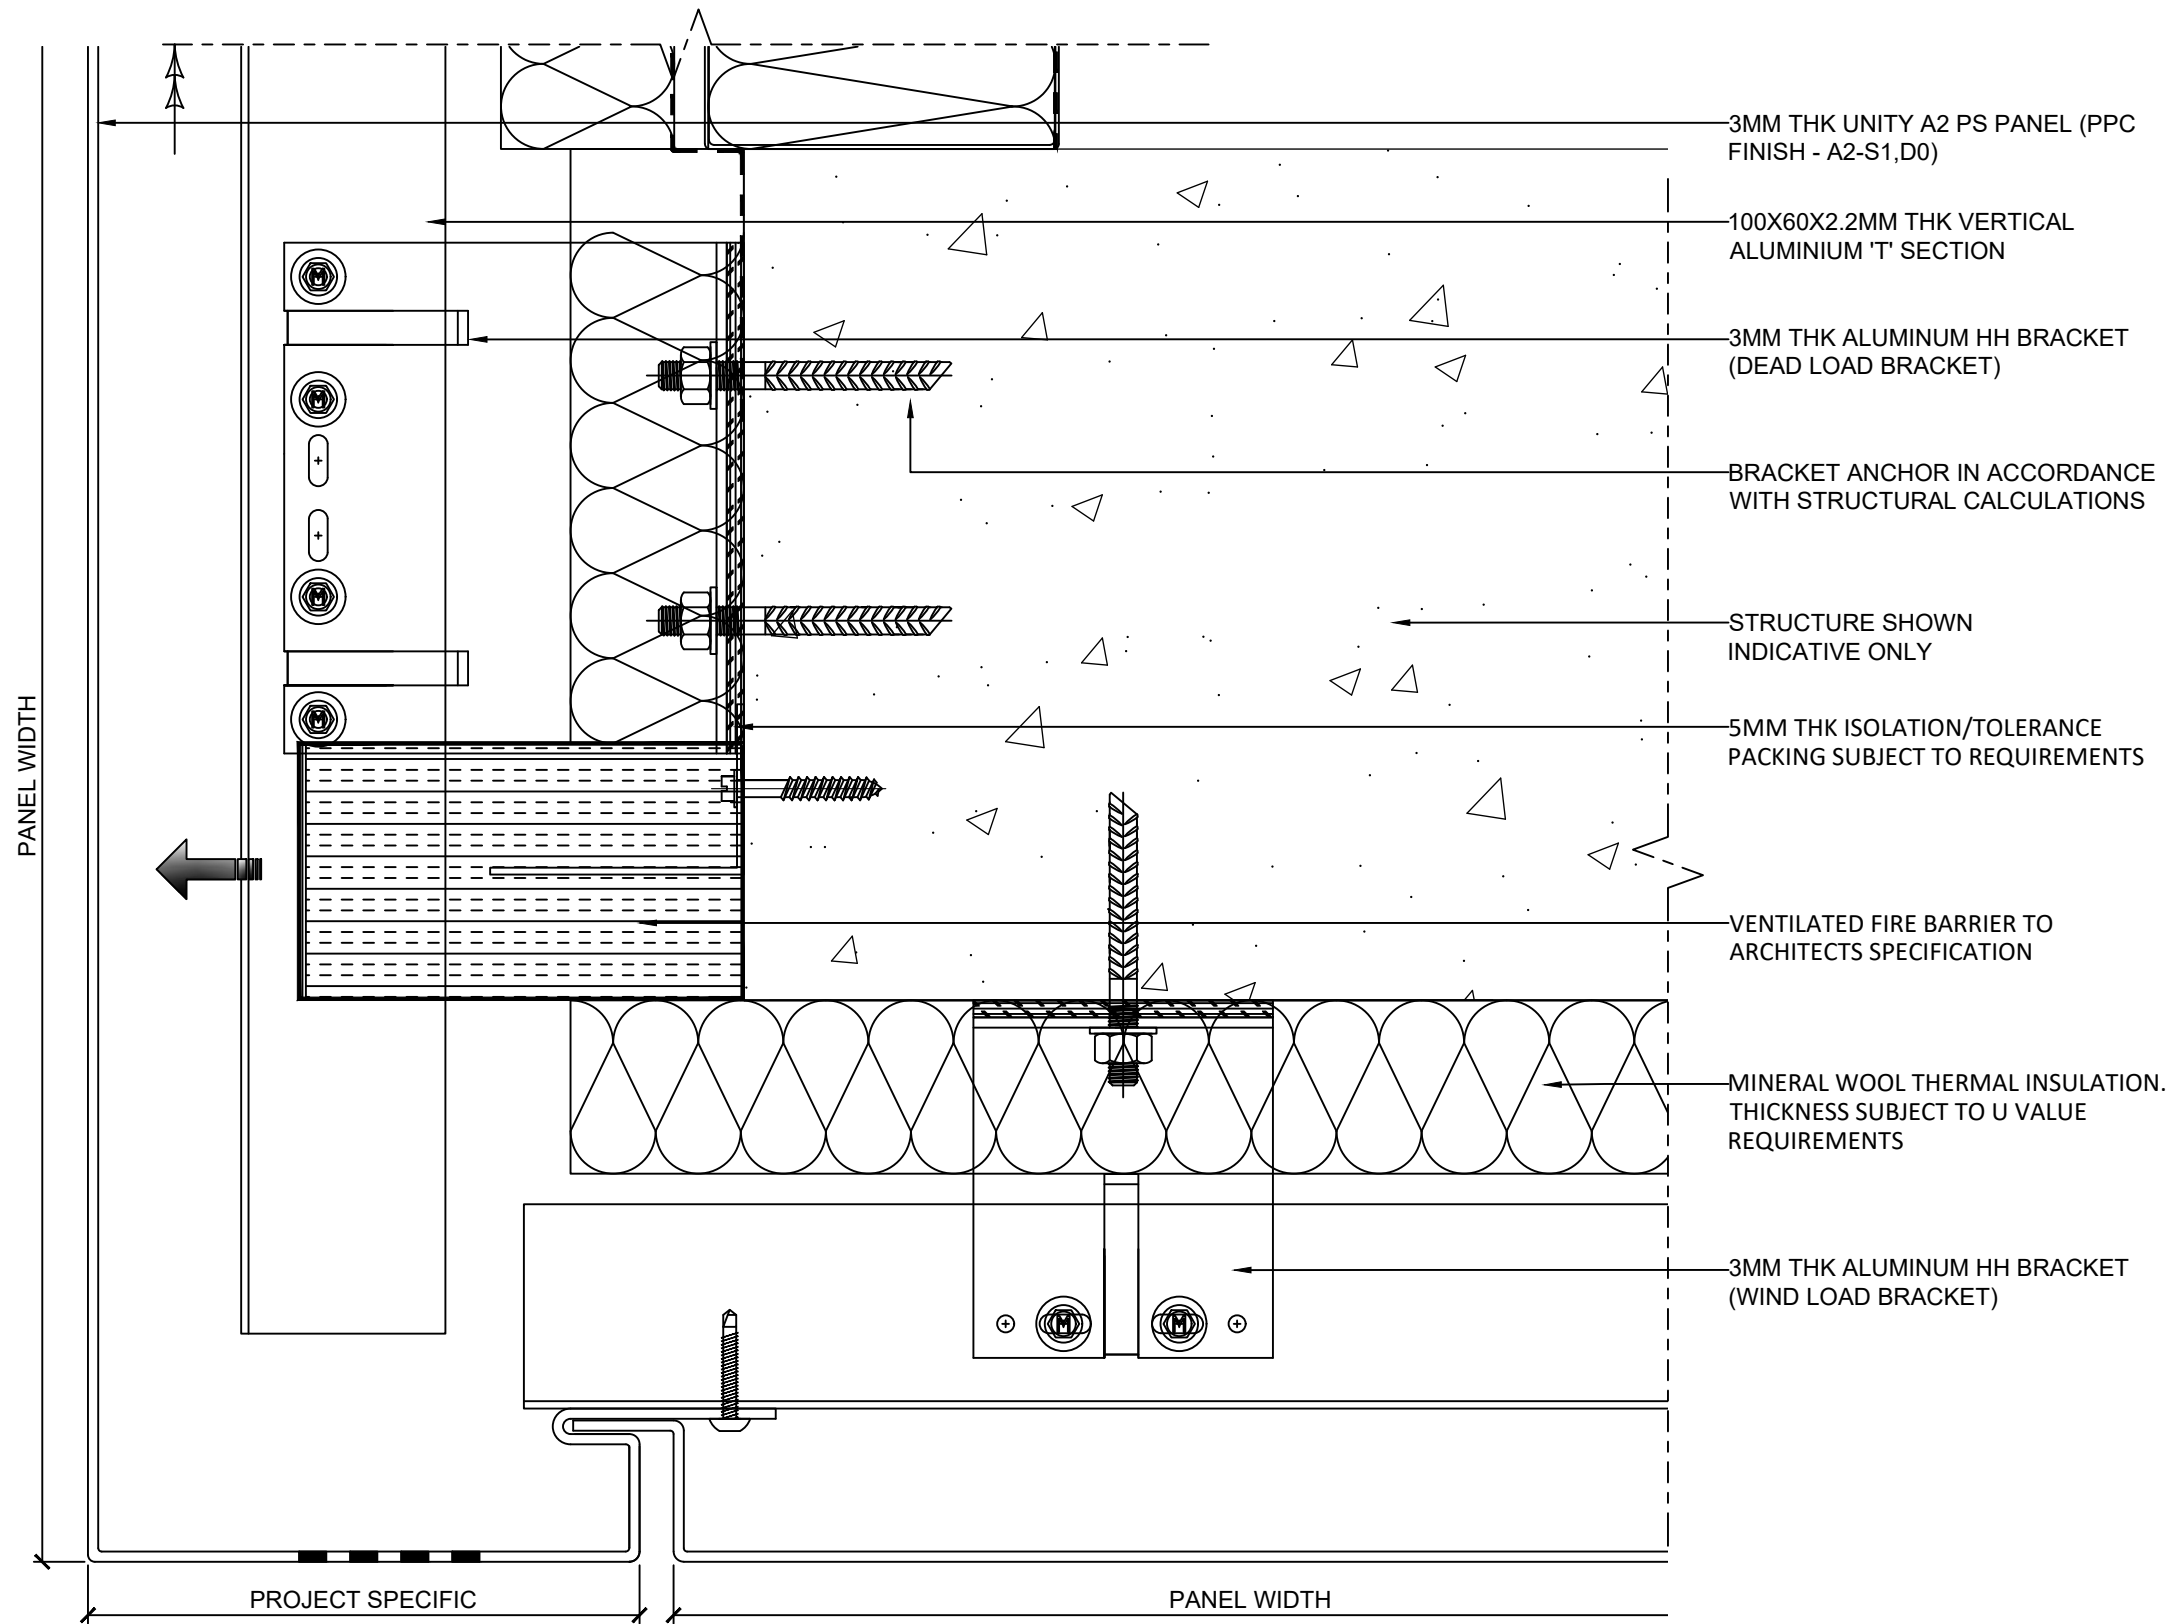 3MM THK UNITY A2 PS PANEL (PPC
FINISH - A2-S1,D0)
100X60X2.2MM THK VERTICAL
ALUMINIUM 'T' SECTION
3MM THK ALUMINUM HH BRACKET
(DEAD LOAD BRACKET)
BRACKET ANCHOR IN ACCORDANCE
WITH STRUCTURAL CALCULATIONS
STRUCTURE SHOWN
INDICATIVE ONLY
5MM THK ISOLATION/TOLERANCE
PACKING SUBJECT TO REQUIREMENTS
VENTILATED FIRE BARRIER TO
ARCHITECTS SPECIFICATION
MINERAL WOOL THERMAL INSULATION.
THICKNESS SUBJECT TO U VALUE
REQUIREMENTS
3MM THK ALUMINUM HH BRACKET
(WIND LOAD BRACKET)
PANEL WIDTH
PROJECT SPECIFIC
PANEL WIDTH
M
M
M
M
M
M